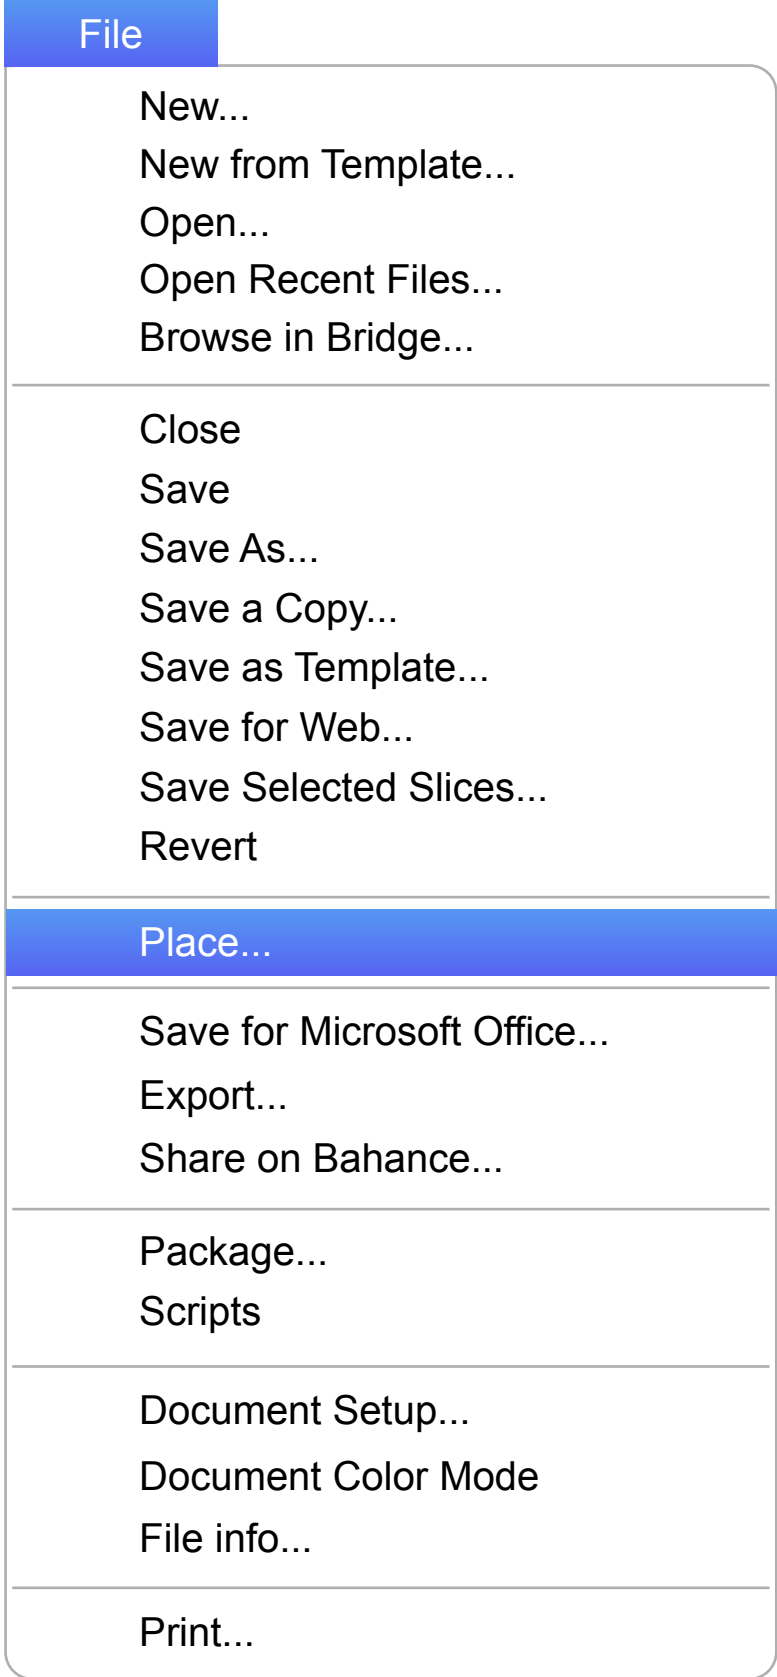 File
New...
New from Template...
Open...
Open Recent Files...
Browse in Bridge...
Close
Save
Save As...
Save a Copy...
Save as Template...
Save for Web...
Save Selected Slices...
Revert
Place...
Save for Microsoft Office...
Export...
Share on Bahance...
Package...
Scripts
Document Setup...
Document Color Mode
File info...
Print...